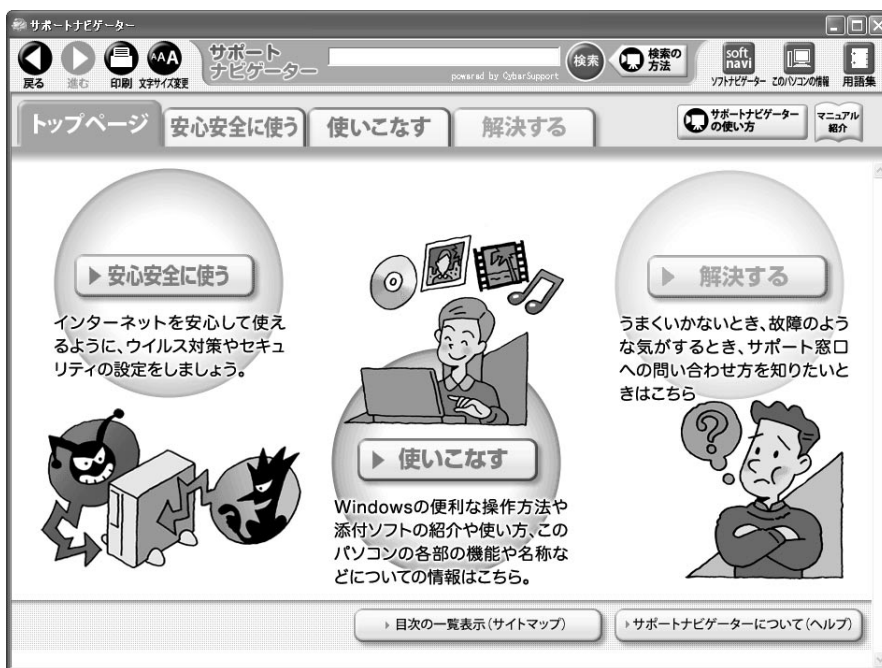 サポートナビゲーター
戻る
進む
印刷
文字サイズ変更
AAA
サポート
ナビゲーター
powered by CyberSupport
検索
検索の
方法
soft
navi
ソフトナビゲーター
このパソコンの情報
用語集
トップページ
安心安全に使う
使いこなす
解決する
サポートナビゲーター
の使い方
マニュアル
紹介
安心安全に使う
インターネットを安心して使え
るように、ウイルス対策やセキュ
リティの設定をしましょう。
使いこなす
Windowsの便利な操作方法や
添付ソフトの紹介や使い方、この
パソコンの各部の機能や名称な
どについての情報はこちら。
解決する
うまくいかないとき、故障のよう
な気がするとき、サポート窓口
への問い合わせ方を知りたいと
きはこちら
?
目次の一覧表示(サイトマップ)
サポートナビゲーターについて(ヘルプ)